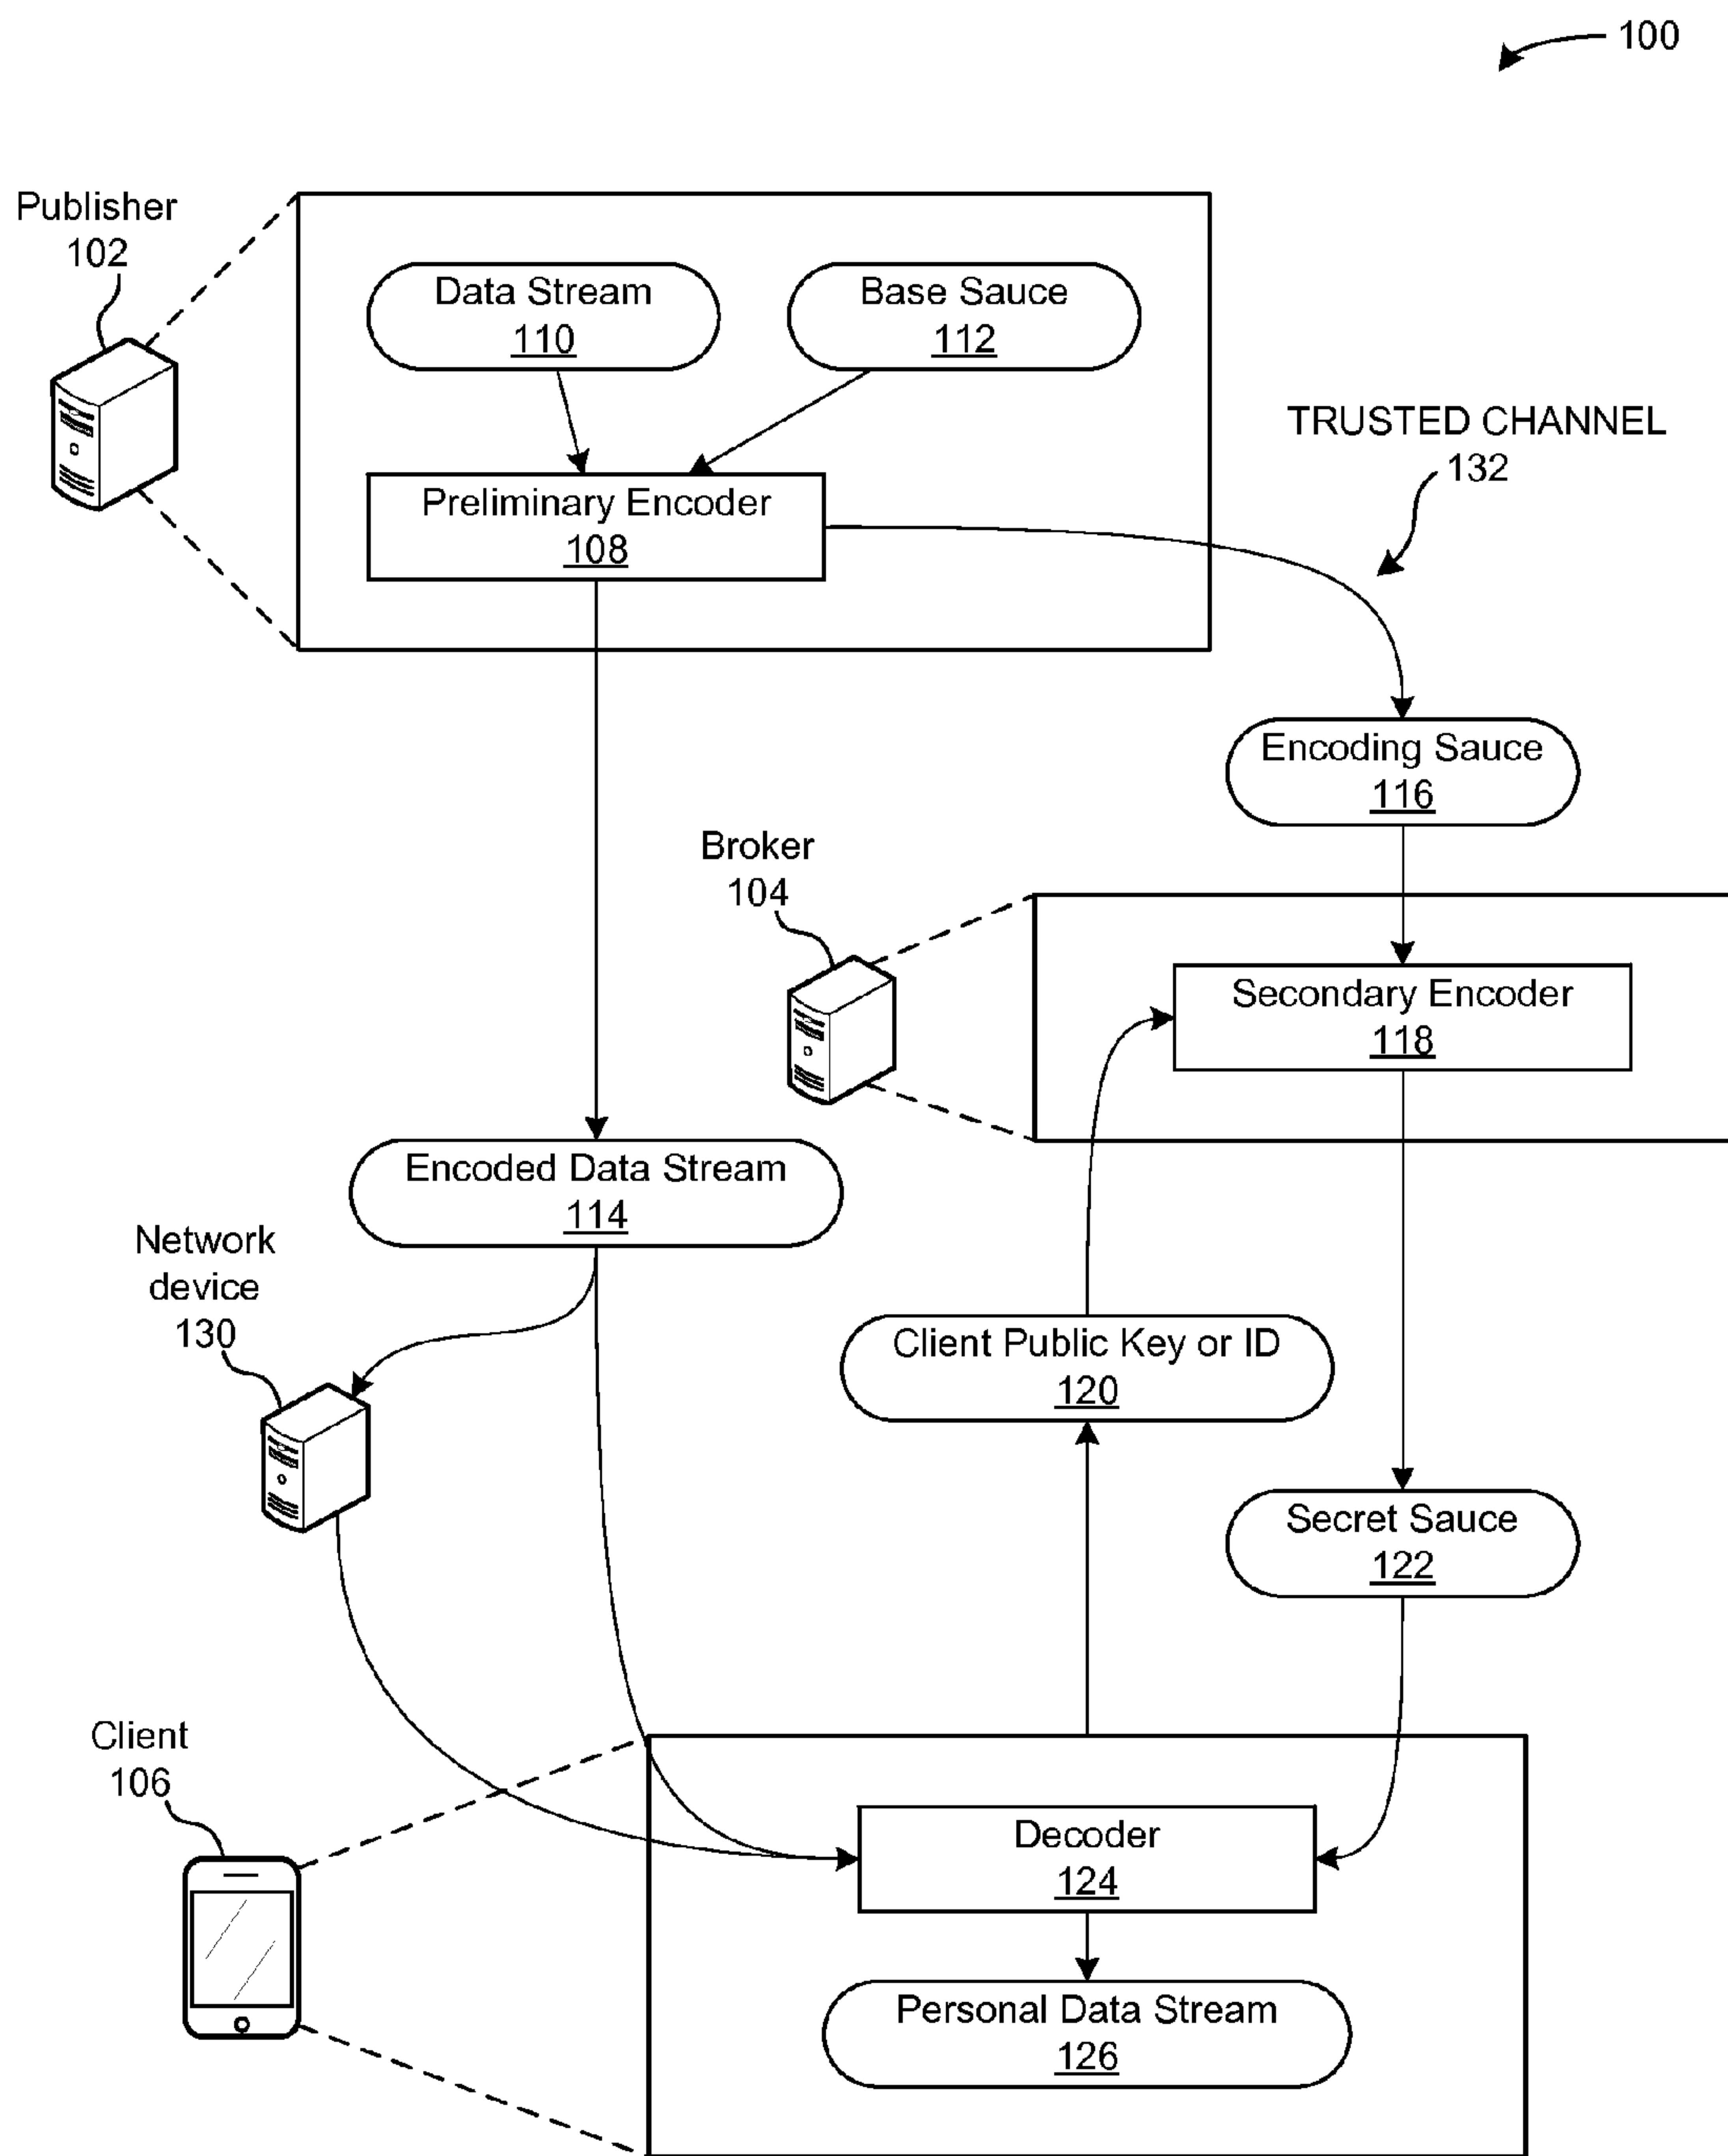 100
Publisher
102
Data Stream
110
Base Sauce
112
TRUSTED CHANNEL
132
Preliminary Encoder
108
Encoding Sauce
116
Broker
104
Secondary Encoder
118
Encoded Data Stream
114
Network
device
130
Client Public Key or ID
120
Secret Sauce
122
Client
106
Decoder
124
Personal Data Stream
126